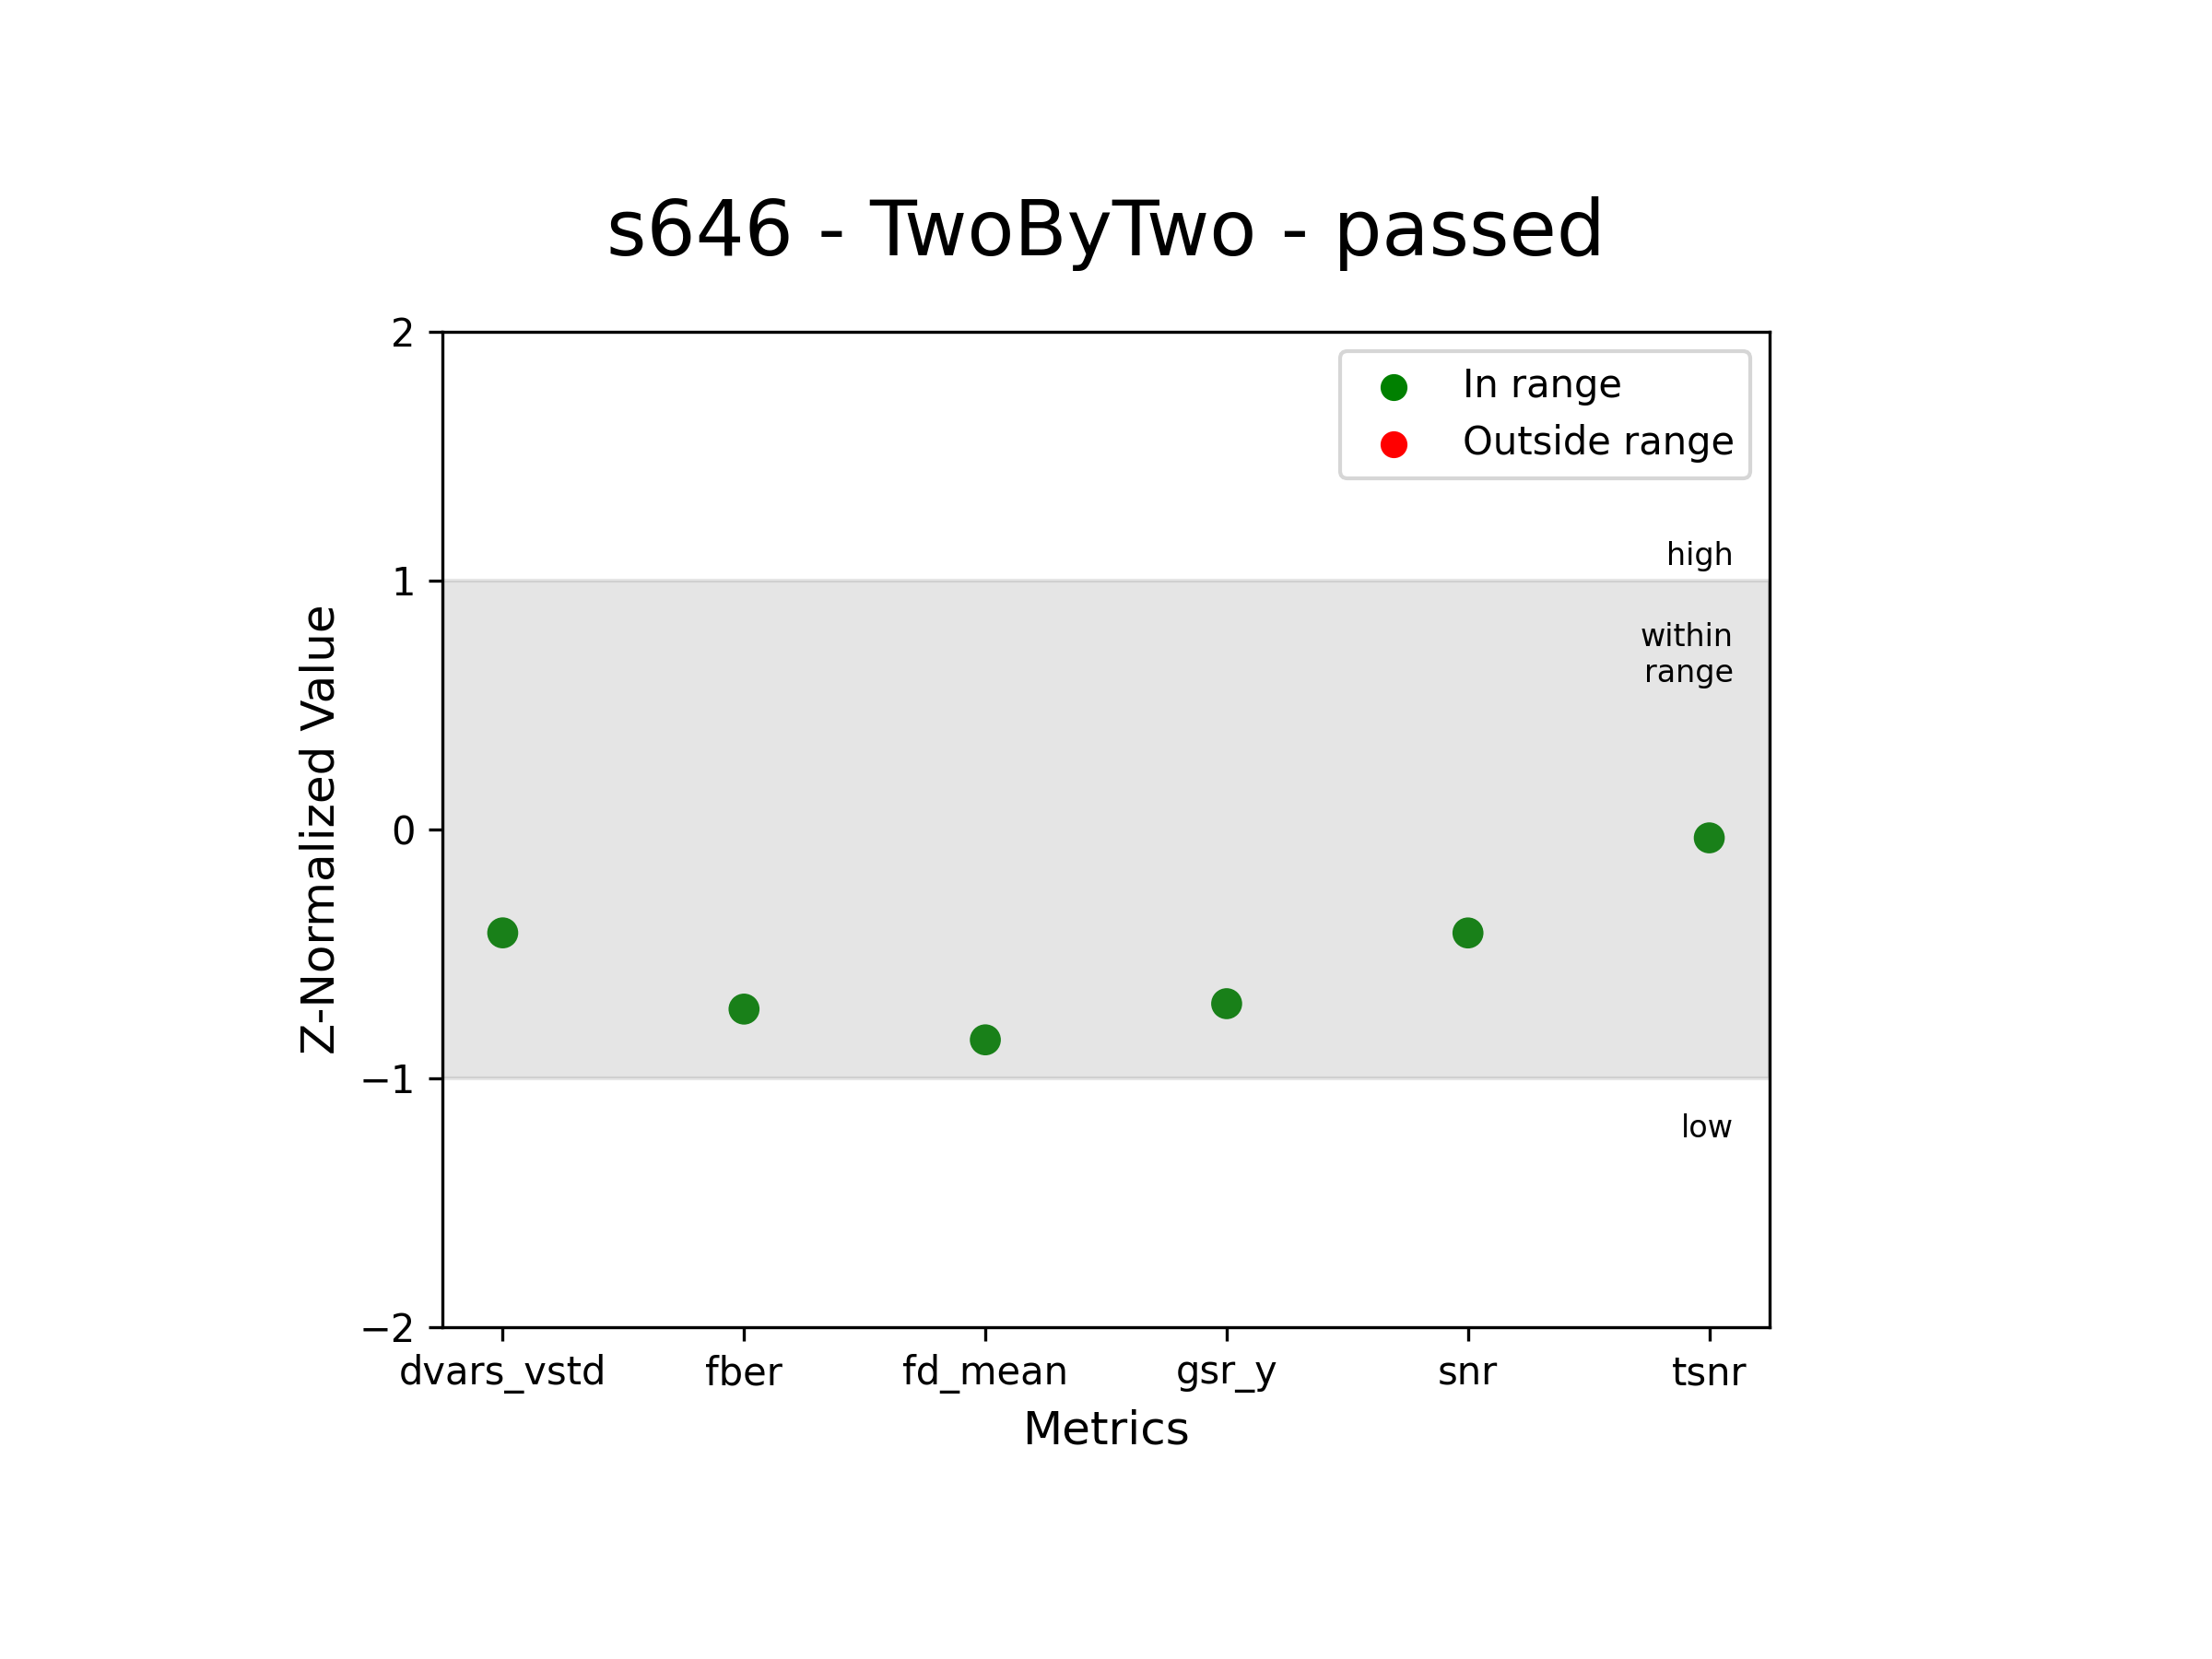 s646 - TwoByTwo - passed
2
In range
Outside range
high
1
within
range
0
−1
low
−2
Z-Normalized Value
dvars_vstd fber fd_mean gsr_y snr tsnr
Metrics